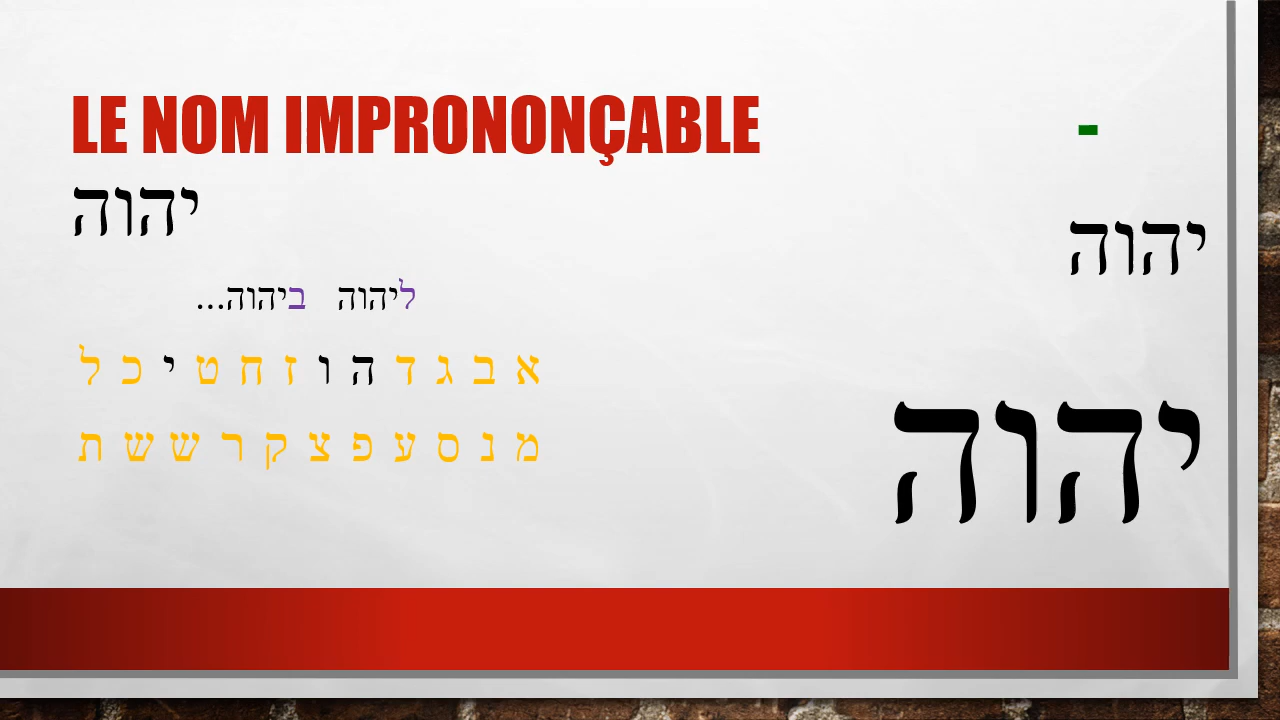 LE NOM IMPRONONÇABLE
-
יהוה
יהוה
ליהוה ביהוה...
א ב ג ד ה ו ז ח ט י כ ל
מ נ ס ע פ צ ק ר ש ש ת
יהוה